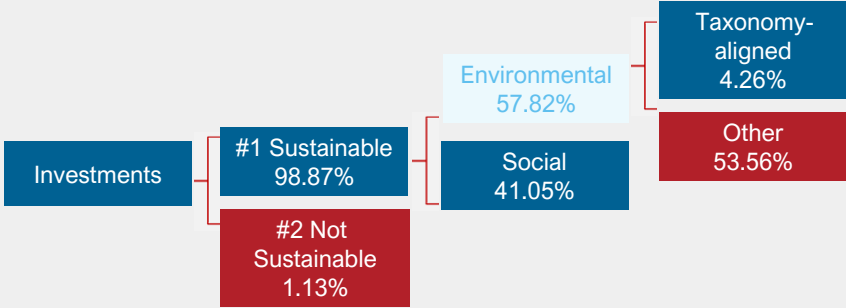 Investments
#1 Sustainable
98.87%
#2 Not
Sustainable
1.13%
Environmental
57.82%
Social
41.05%
Taxonomy-
aligned
4.26%
Other
53.56%